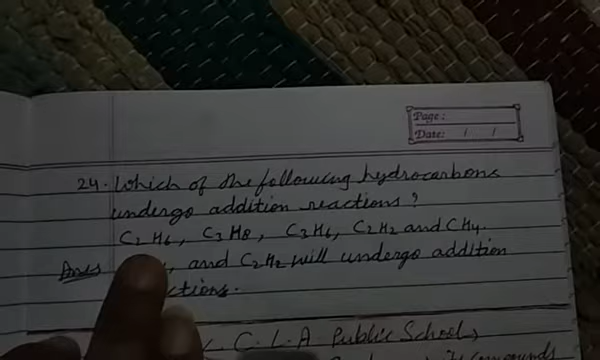 Page :
Date: / /
24. Which of the following hydrocarbons
undergo addition reactions?
C2H6, C3H8, C3H6, C2H2 and CH4.
Ans , and C2H2 will undergo addition
ctions.
C.L.A Public School,
Compounds